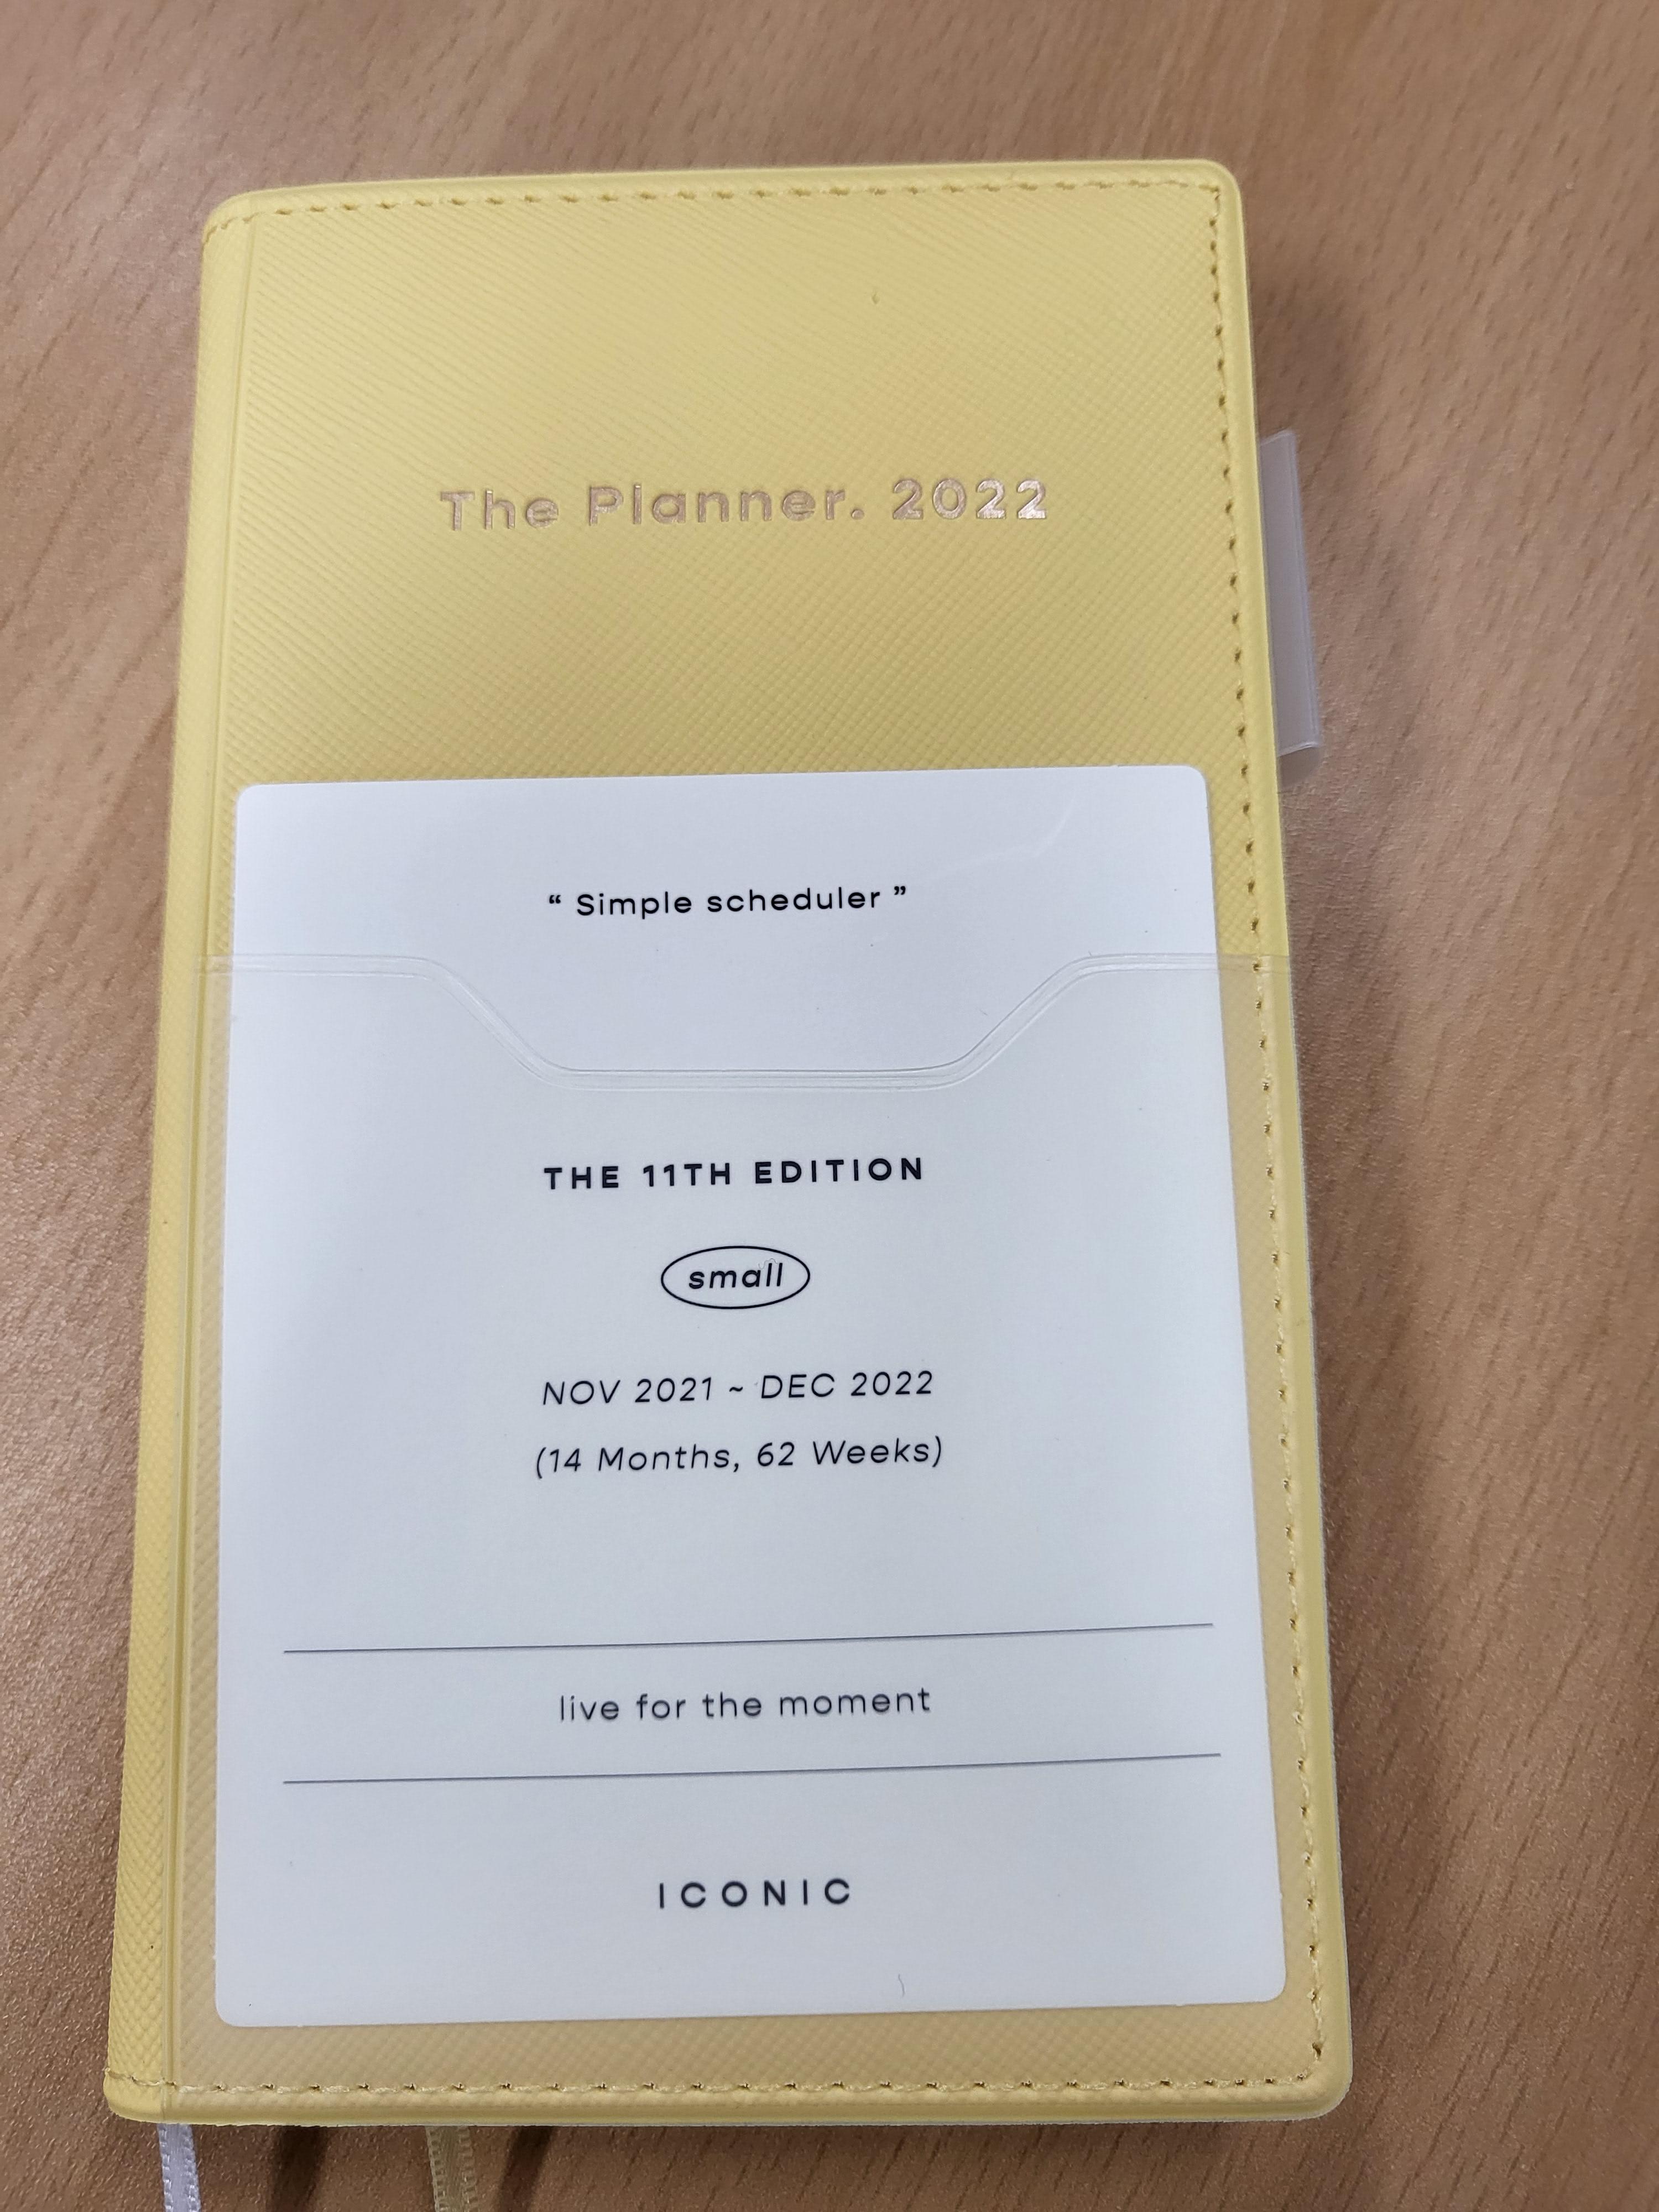 The Planner. 2022
“ Simple scheduler ”
THE 11TH EDITION
small
NOV 2021 ~ DEC 2022
(14 Months, 62 Weeks)
live for the moment
ICONIC